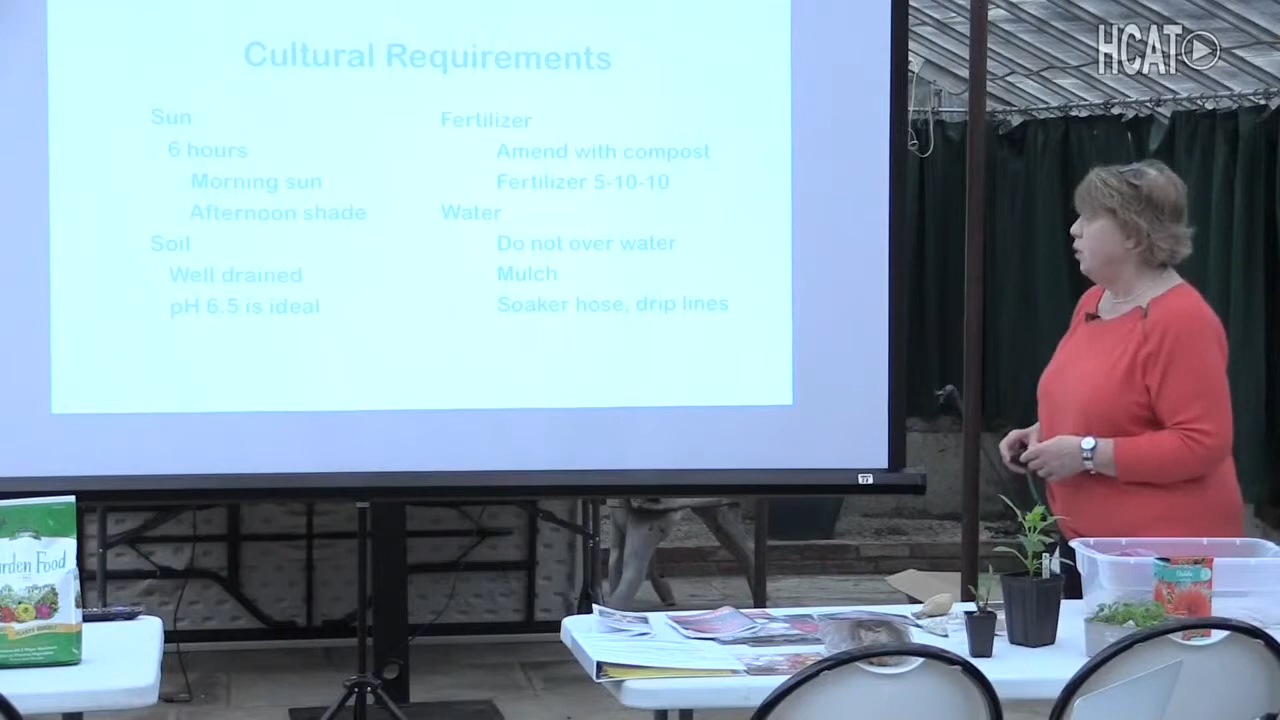 Cultural Requirements
Sun
6 hours
Morning sun
Afternoon shade
Soil
Well drained
pH 6.5 is ideal
Fertilizer
Amend with compost
Fertilizer 5-10-10
Water
Do not over water
Mulch
Soaker hose, drip lines
HCAT
rden Food